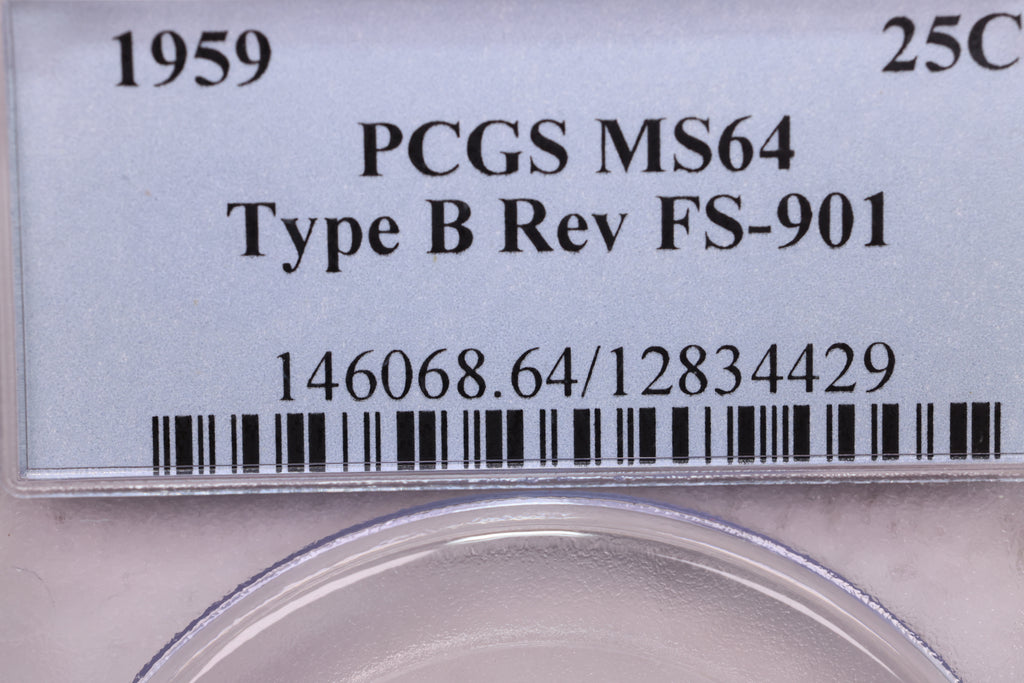 1959 25C
PCGS MS64
Type B Rev FS-901
146068.64/12834429